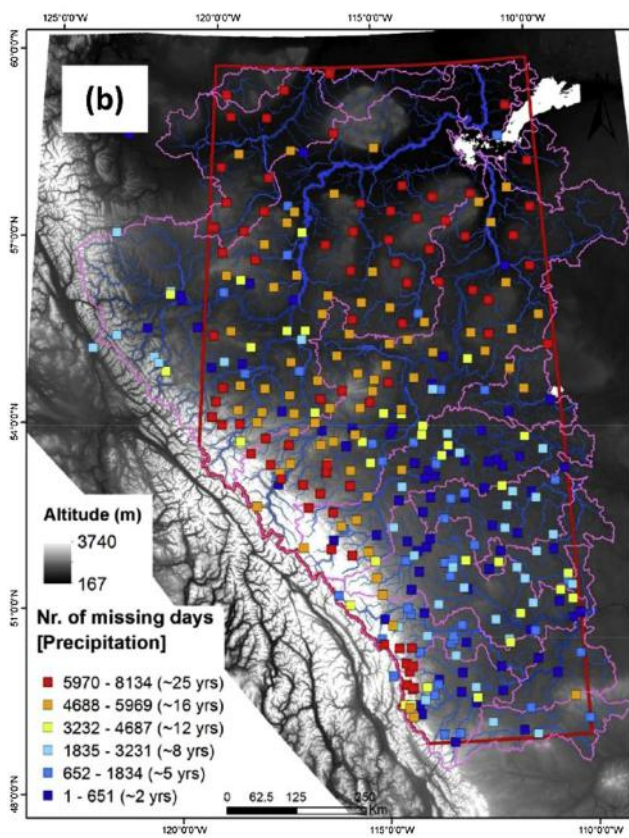 125°0'0"W 120°0'0"W 115°0'0"W 110°0'0"W
60°0'0"N
(b)
57°0'0"N
54°0'0"N
Altitude (m)
3740
167
51°0'0"N
Nr. of missing days
[Precipitation]
5970 - 8134 (~25 yrs)
4688 - 5969 (~16 yrs)
3232 - 4687 (~12 yrs)
1835 - 3231 (~8 yrs)
652 - 1834 (~5 yrs)
1 - 651 (~2 yrs)
48°0'0"N
0 62.5 125 250
Km
120°0'0"W 115°0'0"W 110°0'0"W